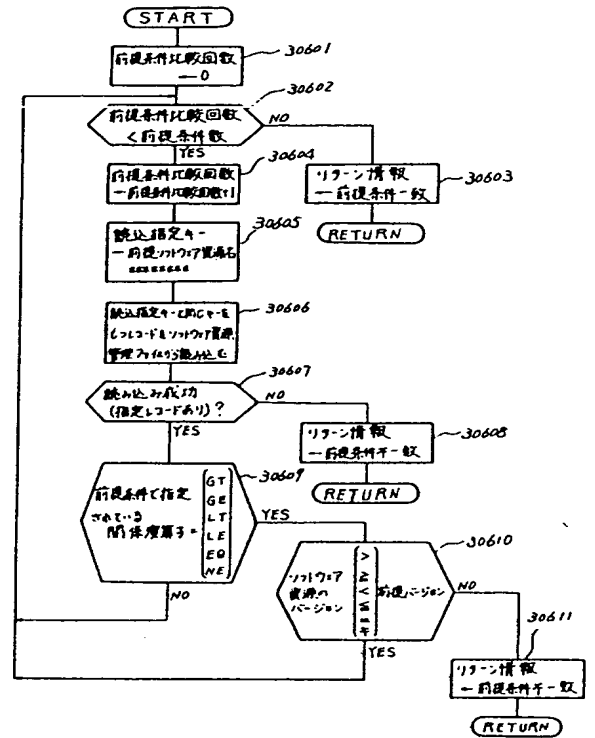 START
30601
前提条件比較回数
←0
30602
前提条件比較回数
<前提条件数
NO
YES
30604
前提条件比較回数
←前提条件比較回数+1
リターン情報
←前提条件一致
30603
RETURN
30605
読込指定キー
←前提ソフトウェア資源名
********
30606
読込指定キーと同じキーを
もつレコードをソフトウェア資源
管理ファイルから読み込む
30607
読み込み成功
(指定レコードあり)?
NO
YES
リターン情報
←前提条件不一致
30608
RETURN
30609
前提条件で指定
されている
関係演算子=
GT
GE
LT
LE
EQ
NE
YES
NO
30610
ソフトウェア
資源の
バージョン
>
≧
<
≦
=
≠
前提バージョン
NO
YES
30611
リターン情報
←前提条件不一致
RETURN